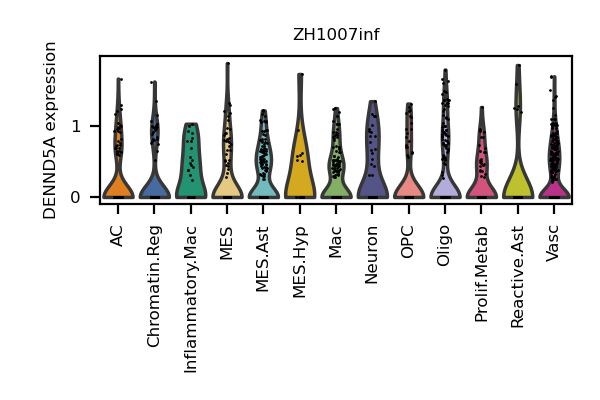 ZH1007inf
DENND5A expression
1
0
AC
Chromatin.Reg
Inflammatory.Mac
MES
MES.Ast
MES.Hyp
Mac
Neuron
OPC
Oligo
Prolif.Metab
Reactive.Ast
Vasc